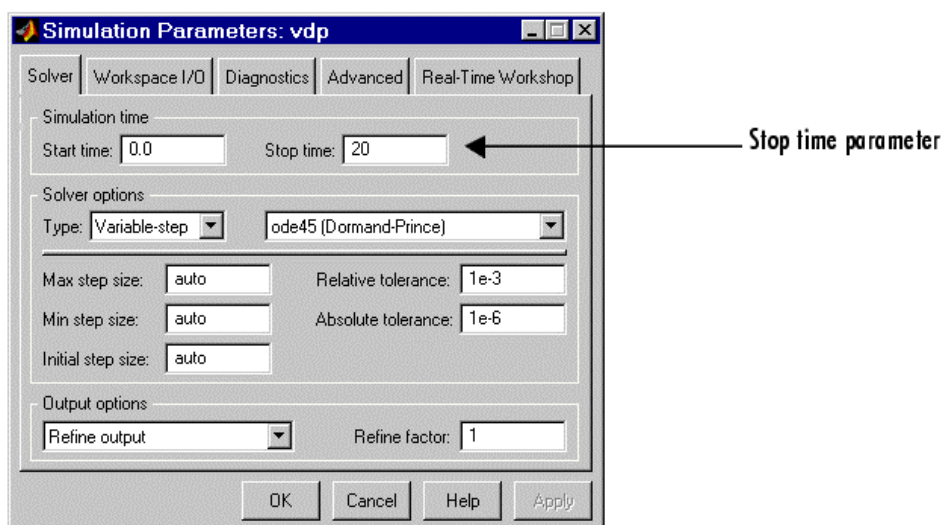 Simulation Parameters: vdp
Solver Workspace I/O Diagnostics Advanced Real-Time Workshop
Simulation time
Start time: 0.0 Stop time: 20
Stop time parameter
Solver options
Type: Variable-step ode45 (Dormand-Prince)
Max step size: auto Relative tolerance: 1e-3
Min step size: auto Absolute tolerance: 1e-6
Initial step size: auto
Output options
Refine output Refine factor: 1
OK Cancel Help Apply